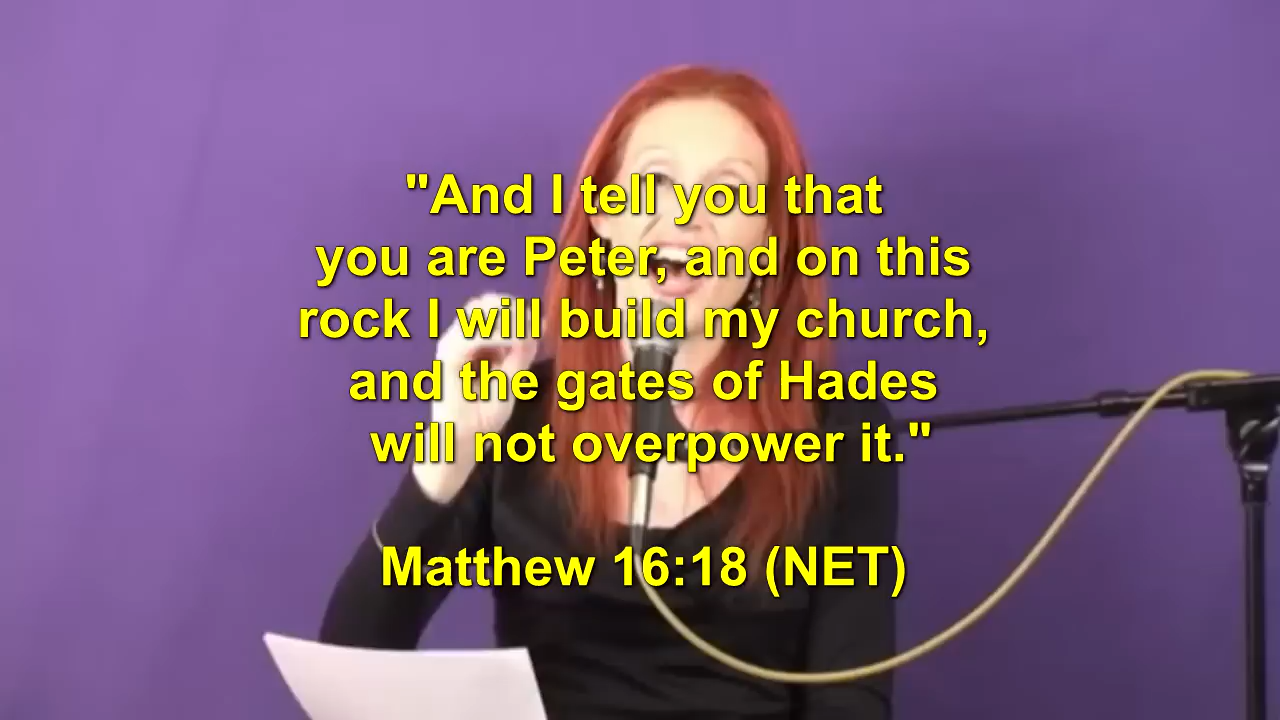 "And I tell you that
you are Peter, and on this
rock I will build my church,
and the gates of Hades
will not overpower it."
Matthew 16:18 (NET)